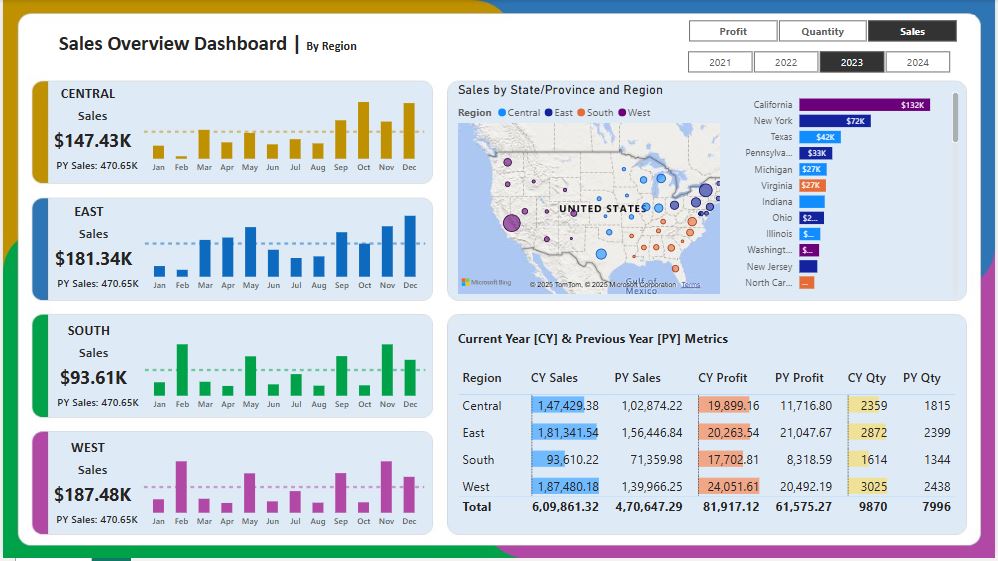 Sales Overview Dashboard | By Region
Profit Quantity Sales
2021 2022 2023 2024
CENTRAL
Sales
$147.43K
PY Sales: 470.65K
Jan Feb Mar Apr May Jun Jul Aug Sep Oct Nov Dec
EAST
Sales
$181.34K
PY Sales: 470.65K
Jan Feb Mar Apr May Jun Jul Aug Sep Oct Nov Dec
SOUTH
Sales
$93.61K
PY Sales: 470.65K
Jan Feb Mar Apr May Jun Jul Aug Sep Oct Nov Dec
WEST
Sales
$187.48K
PY Sales: 470.65K
Jan Feb Mar Apr May Jun Jul Aug Sep Oct Nov Dec
Sales by State/Province and Region
Region Central East South West
UNITED STATES
Gulf of
Mexico
Microsoft Bing
© 2025 TomTom, © 2025 Microsoft Corporation Terms
California $132K
New York $72K
Texas $42K
Pennsylva... $33K
Michigan $27K
Virginia $27K
Indiana
Ohio $2...
Illinois $...
Washingt... $...
New Jersey
North Car... ...
Current Year [CY] & Previous Year [PY] Metrics
Region CY Sales PY Sales CY Profit PY Profit CY Qty PY Qty
Central 1,47,429.38 1,02,874.22 19,899.16 11,716.80 2359 1815
East 1,81,341.54 1,56,446.84 20,263.54 21,047.67 2872 2399
South 93,610.22 71,359.98 17,702.81 8,318.59 1614 1344
West 1,87,480.18 1,39,966.25 24,051.61 20,492.19 3025 2438
Total 6,09,861.32 4,70,647.29 81,917.12 61,575.27 9870 7996